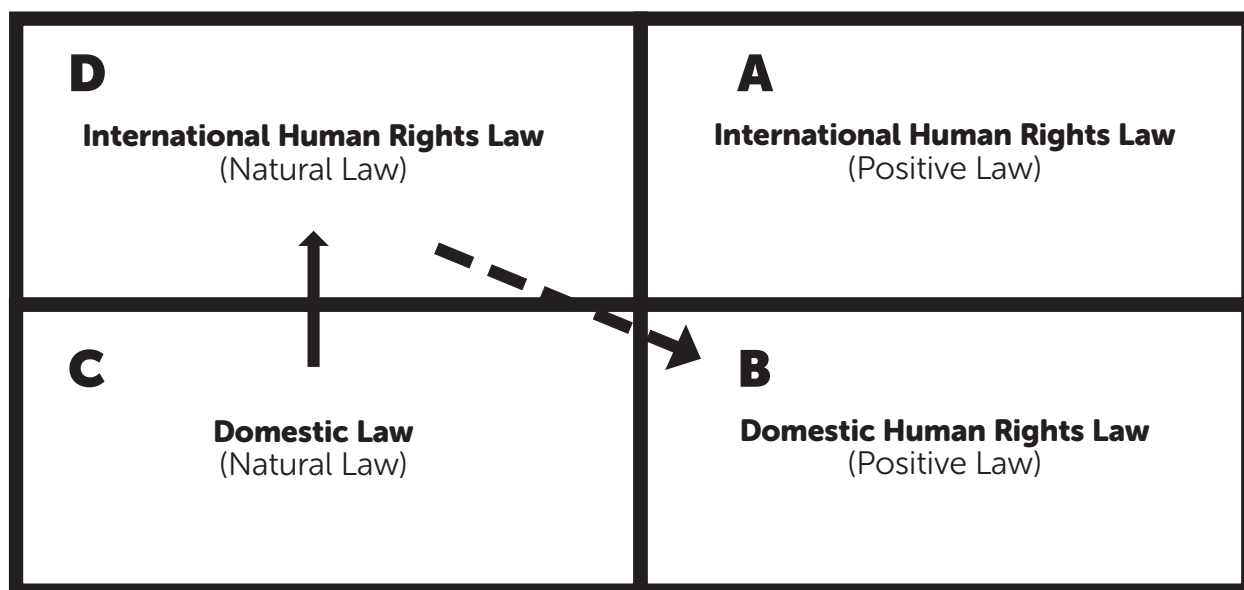 D
International Human Rights Law
(Natural Law)
A
International Human Rights Law
(Positive Law)
C
Domestic Law
(Natural Law)
B
Domestic Human Rights Law
(Positive Law)